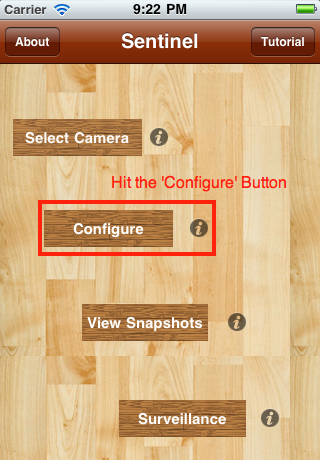 Carrier 9:22 PM
About Sentinel Tutorial
Select Camera i
Hit the 'Configure' Button
Configure i
View Snapshots i
Surveillance i